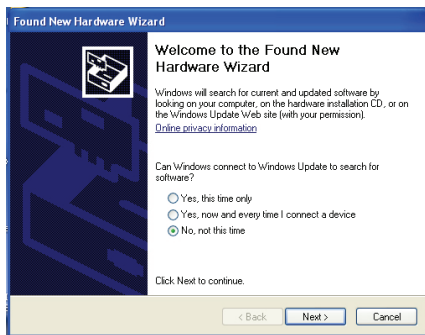 Found New Hardware Wizard
Welcome to the Found New
Hardware Wizard
Windows will search for current and updated software by
looking on your computer, on the hardware installation CD, or on
the Windows Update Web site (with your permission).
Online privacy information
Can Windows connect to Windows Update to search for
software?
Yes, this time only
Yes, now and every time I connect a device
No, not this time
Click Next to continue.
< Back
Next >
Cancel